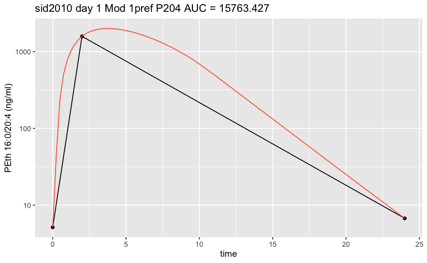 sid2010 day 1 Mod 1pref P204 AUC = 15763.427
PEth 16:0/20:4 (ng/ml)
1000
100
10
0 5 10 15 20 25
time